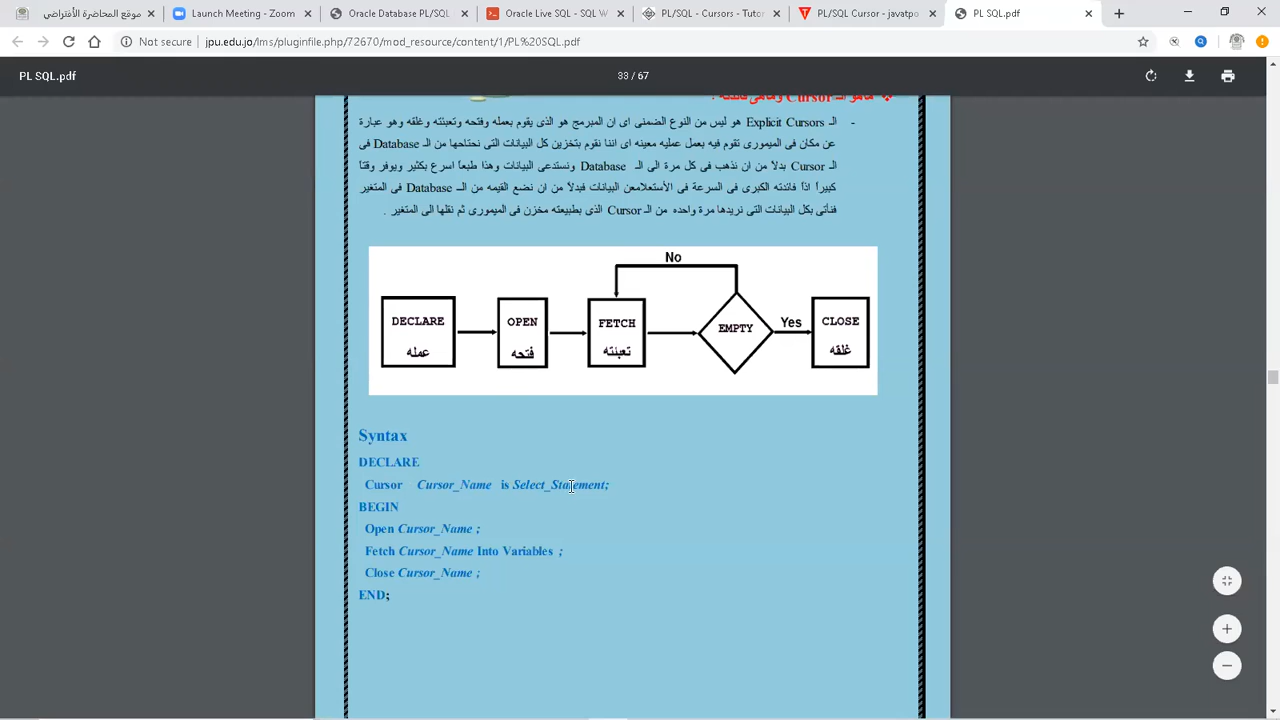 موقع المحاضرة الأفتراضي
Launch Meeting - Zoom
Oracle Database PL/SQL
Oracle Live SQL - SQL W
PL/SQL - Cursors - Tutor
PL/SQL Cursor - javatpo
PL SQL.pdf
Not secure | jpu.edu.jo/lms/pluginfile.php/72670/mod_resource/content/1/PL%20SQL.pdf
PL SQL.pdf
33 / 67
ماهو الـ Cursor وماهى فائدته :
- الـ Explicit Cursors هو ليس من النوع الضمنى اى ان المبرمج هو الذى يقوم بعمله وفتحه وتعبئته وغلقه وهو عبارة
عن مكان فى الميمورى تقوم فيه بعمل عمليه معينه اى اننا نقوم بتخزين كل البيانات التى نحتاجها من الـ Database فى
الـ Cursor بدلاً من ان نذهب فى كل مرة الى الـ Database ونستدعى البيانات وهذا طبعاً اسرع بكثير ويوفر وقتاً
كبيراً اذاً فائدته الكبرى فى السرعة فى الأستعلامعن البيانات فبدلاً من ان نضع القيمه من الــ Database فى المتغير
فنأتى بكل البيانات التى نريدها مرة واحده من الـ Cursor الذى بطبيعته مخزن فى الميمورى ثم نقلها الى المتغير .
No
DECLARE
عمله
OPEN
فتحه
FETCH
تعبئته
EMPTY
Yes
CLOSE
غلقه
Syntax
DECLARE
Cursor Cursor_Name is Select_Statement;
BEGIN
Open Cursor_Name ;
Fetch Cursor_Name Into Variables ;
Close Cursor_Name ;
END;